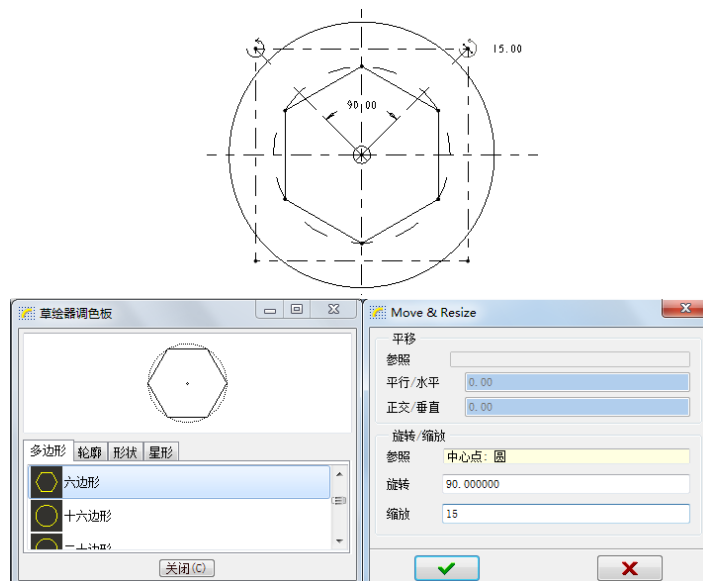 15.00
90.00
草绘器调色板
多边形 轮廓 形状 星形
六边形
十六边形
关闭(C)
Move & Resize
平移
参照
平行/水平 0.00
正交/垂直 0.00
旋转/缩放
参照 中心点: 圆
旋转 90.000000
缩放 15